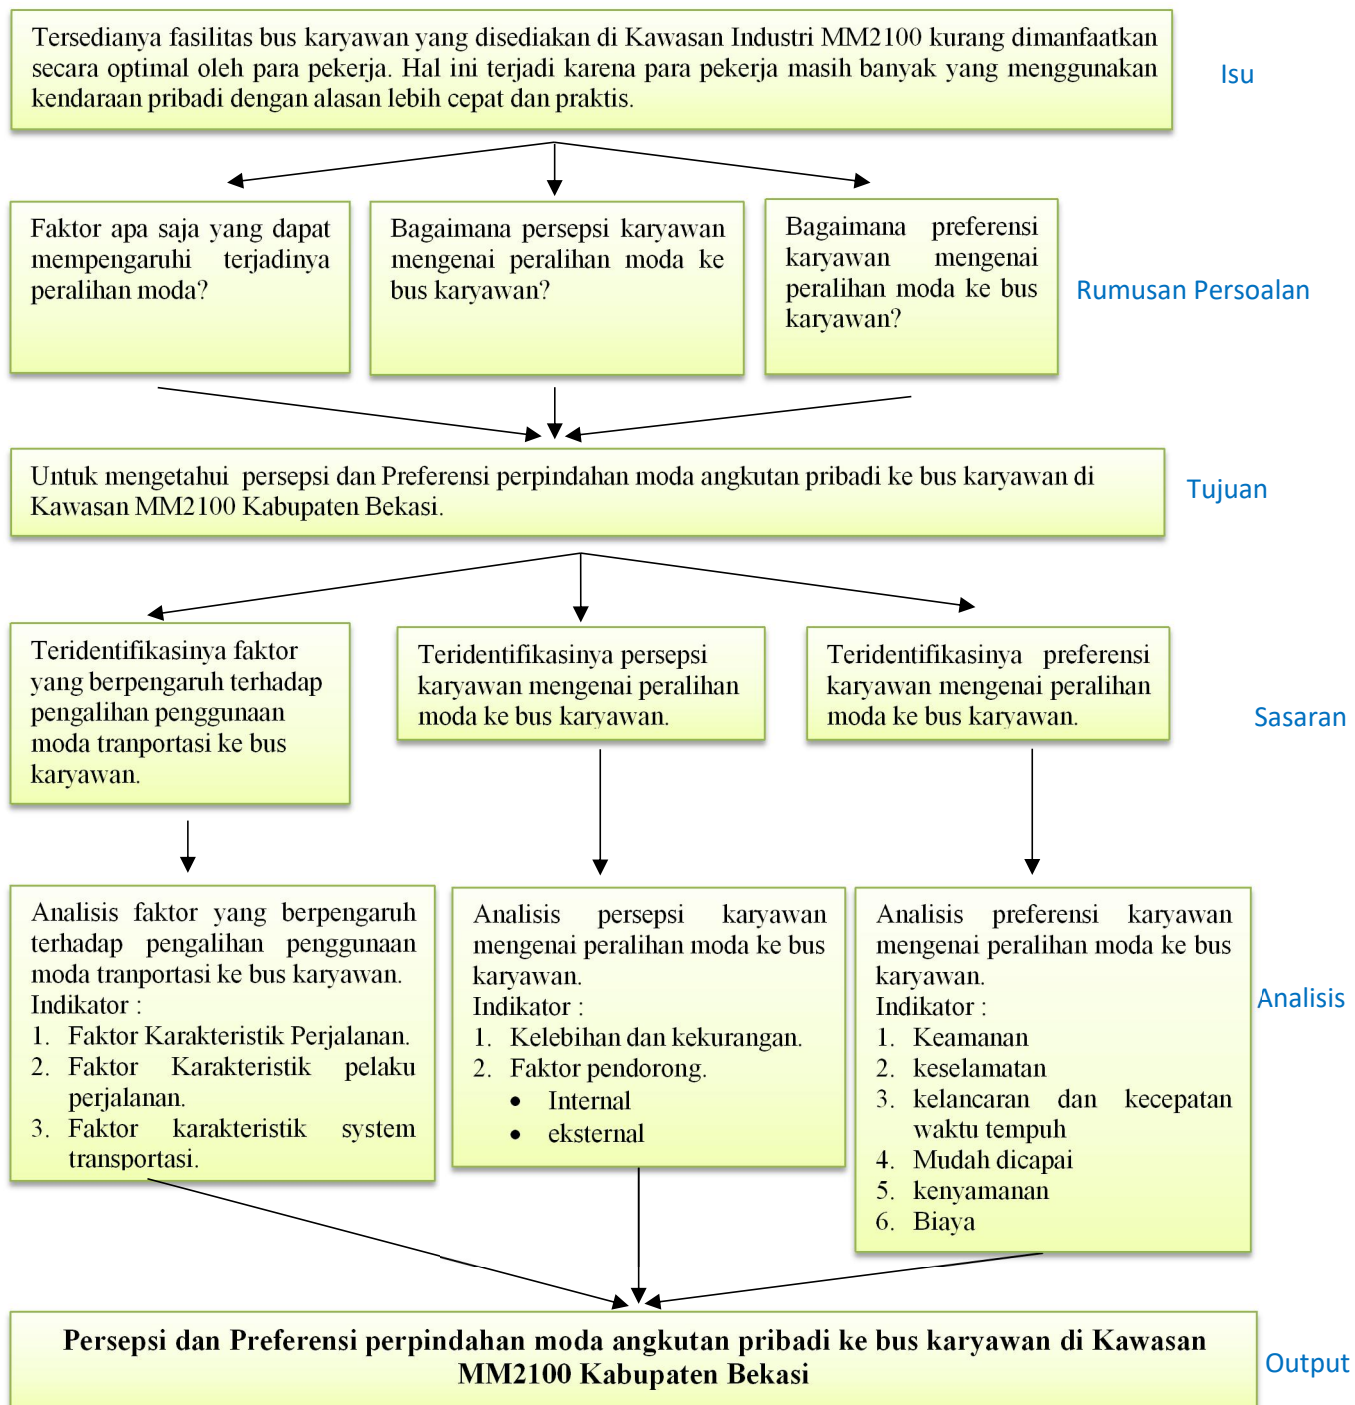 Tersedianya fasilitas bus karyawan yang disediakan di Kawasan Industri MM2100 kurang dimanfaatkan
secara optimal oleh para pekerja. Hal ini terjadi karena para pekerja masih banyak yang menggunakan
kendaraan pribadi dengan alasan lebih cepat dan praktis.
Isu
Faktor apa saja yang dapat
mempengaruhi terjadinya
peralihan moda?
Bagaimana persepsi karyawan
mengenai peralihan moda ke
bus karyawan?
Bagaimana preferensi
karyawan mengenai
peralihan moda ke bus
karyawan?
Rumusan Persoalan
Untuk mengetahui persepsi dan Preferensi perpindahan moda angkutan pribadi ke bus karyawan di
Kawasan MM2100 Kabupaten Bekasi.
Tujuan
Teridentifikasinya faktor
yang berpengaruh terhadap
pengalihan penggunaan
moda tranportasi ke bus
karyawan.
Teridentifikasinya persepsi
karyawan mengenai peralihan
moda ke bus karyawan.
Teridentifikasinya preferensi
karyawan mengenai peralihan
moda ke bus karyawan.
Sasaran
Analisis faktor yang berpengaruh
terhadap pengalihan penggunaan
moda tranportasi ke bus karyawan.
Indikator :
1. Faktor Karakteristik Perjalanan.
2. Faktor Karakteristik pelaku
perjalanan.
3. Faktor karakteristik system
transportasi.
Analisis persepsi karyawan
mengenai peralihan moda ke bus
karyawan.
Indikator :
1. Kelebihan dan kekurangan.
2. Faktor pendorong.
• Internal
• eksternal
Analisis preferensi karyawan
mengenai peralihan moda ke bus
karyawan.
Indikator :
1. Keamanan
2. keselamatan
3. kelancaran dan kecepatan
waktu tempuh
4. Mudah dicapai
5. kenyamanan
6. Biaya
Analisis
Persepsi dan Preferensi perpindahan moda angkutan pribadi ke bus karyawan di Kawasan
MM2100 Kabupaten Bekasi
Output